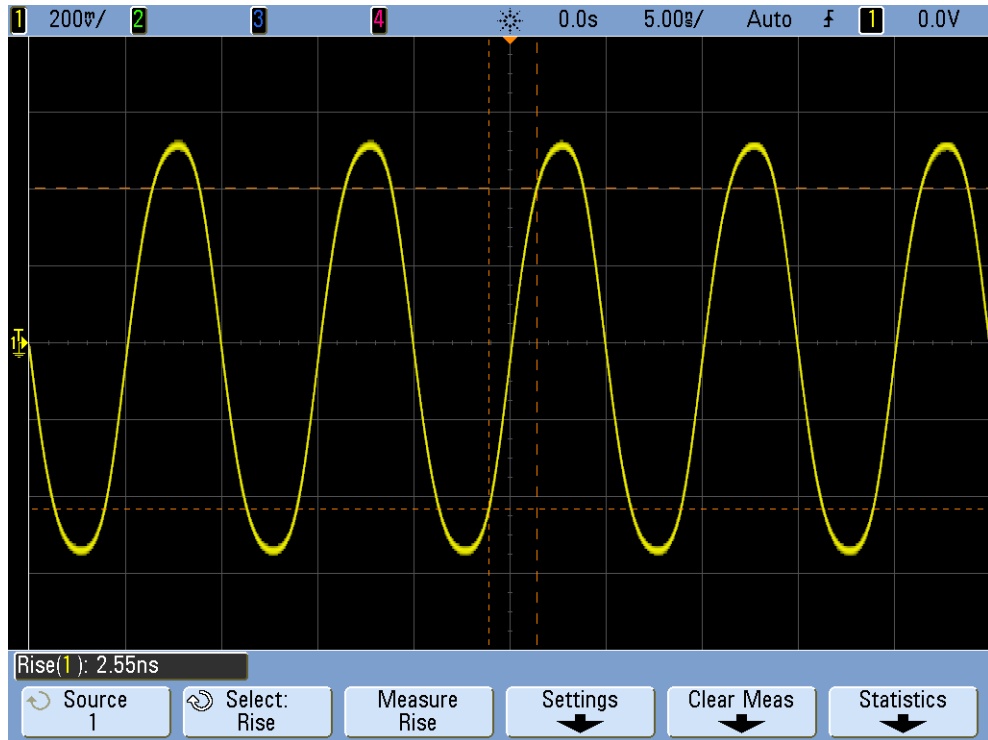 1 200mV/ 2 3 4 0.0s 5.00ns/ Auto 1 0.0V
T
1
Rise(1): 2.55ns
Source Select: Measure Settings Clear Meas Statistics
1 Rise Rise